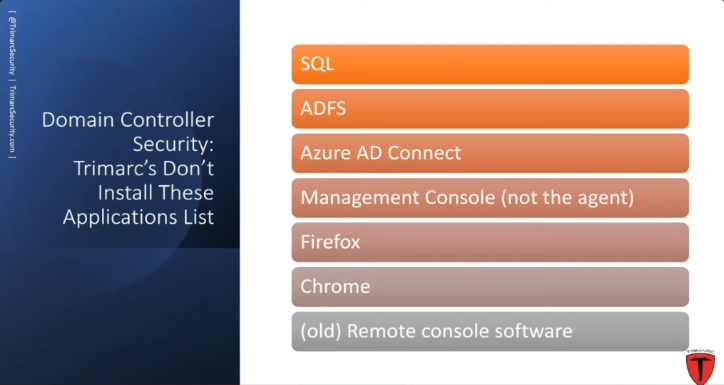 [ @TrimarcSecurity | TrimarcSecurity.com ]
Domain Controller
Security:
Trimarc's Don't
Install These
Applications List
SQL
ADFS
Azure AD Connect
Management Console (not the agent)
Firefox
Chrome
(old) Remote console software
TRIMARC
T